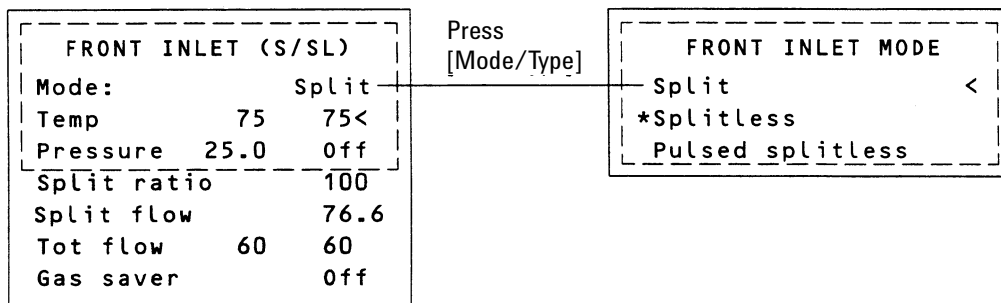 FRONT INLET (S/SL)
Mode: Split
Temp 75 75<
Pressure 25.0 Off
Split ratio 100
Split flow 76.6
Tot flow 60 60
Gas saver Off
Press
[Mode/Type]
FRONT INLET MODE
Split <
*Splitless
Pulsed splitless